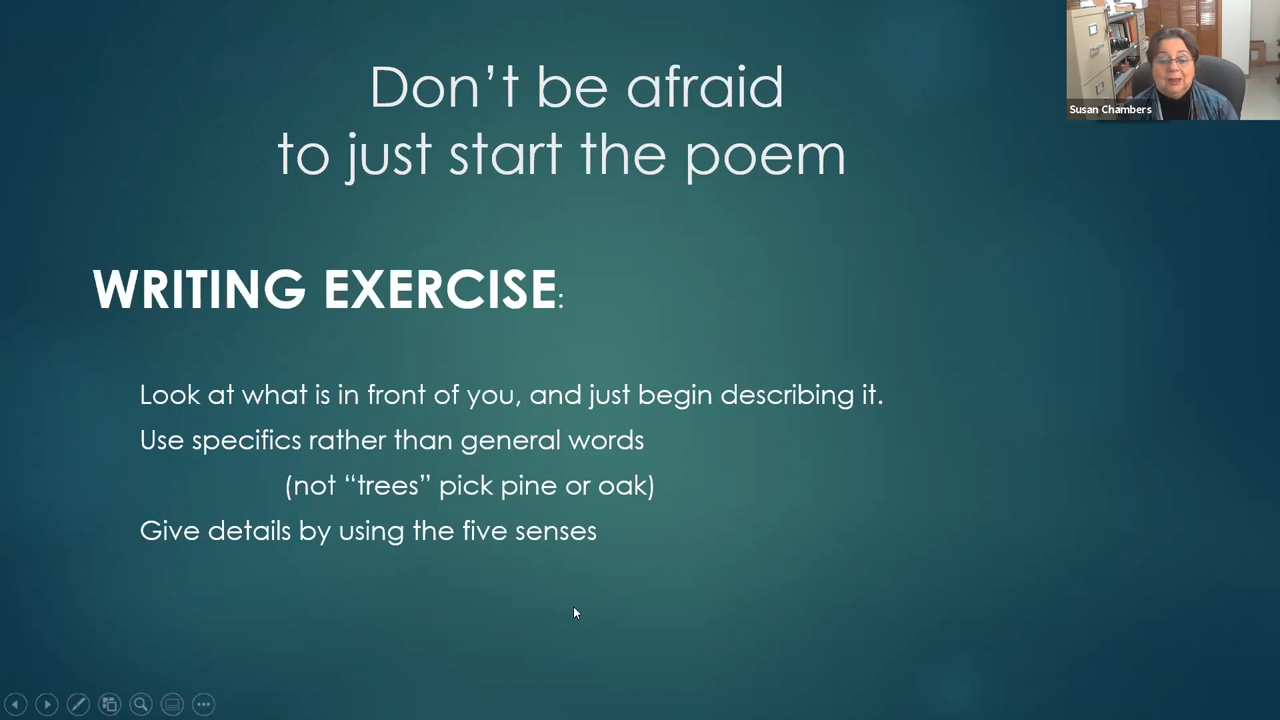 Don’t be afraid
to just start the poem
Susan Chambers
WRITING EXERCISE:
Look at what is in front of you, and just begin describing it.
Use specifics rather than general words
(not “trees” pick pine or oak)
Give details by using the five senses